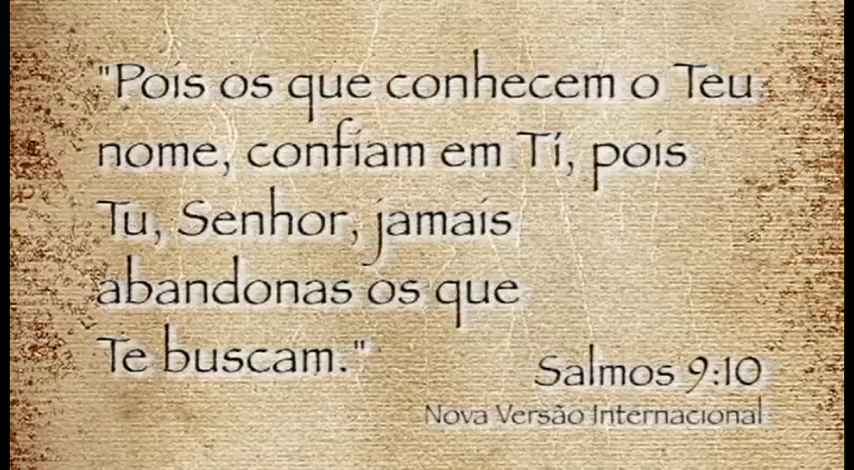 "Pois os que conhecem o Teu
nome, confiam em Tí, pois
Tu, Senhor, jamais
abandonas os que
Te buscam."
Salmos 9:10
Nova Versão Internacional